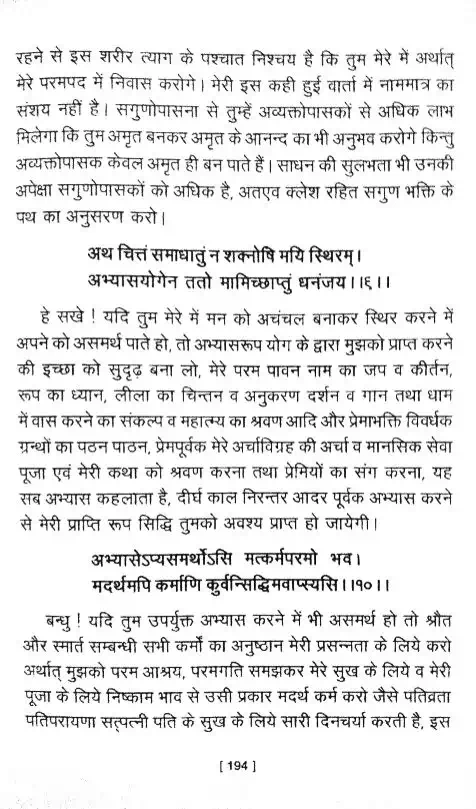 रहने से इस शरीर त्याग के पश्चात निश्चय है कि तुम मेरे में अर्थात्
मेरे परमपद में निवास करोगे। मेरी इस कही हुई वार्ता में नाममात्र का
संशय नहीं है। सगुणोपासना से तुम्हें अव्यक्तोपासकों से अधिक लाभ
मिलेगा कि तुम अमृत बनकर अमृत के आनन्द का भी अनुभव करोगे किन्तु
अव्यक्तोपासक केवल अमृत ही बन पाते हैं। साधन की सुलभता भी उनकी
अपेक्षा सगुणोपासकों को अधिक है, अतएव क्लेश रहित सगुण भक्ति के
पथ का अनुसरण करो।
अथ चित्तं समाधातुं न शक्नोषि मयि स्थिरम्।
अभ्यासयोगेन ततो मामिच्छाप्तुं धनंजय।।९।।
हे सखे ! यदि तुम मेरे में मन को अचंचल बनाकर स्थिर करने में
अपने को असमर्थ पाते हो, तो अभ्यासरूप योग के द्वारा मुझको प्राप्त करने
की इच्छा को सुदृढ़ बना लो, मेरे परम पावन नाम का जप व कीर्तन,
रूप का ध्यान, लीला का चिन्तन व अनुकरण दर्शन व गान तथा धाम
में वास करने का संकल्प व महात्म्य का श्रवण आदि और प्रेमाभक्ति विवर्धक
ग्रन्थों का पठन पाठन, प्रेमपूर्वक मेरे अर्चाविग्रह की अर्चा व मानसिक सेवा
पूजा एवं मेरी कथा को श्रवण करना तथा प्रेमियों का संग करना, यह
सब अभ्यास कहलाता है, दीर्घ काल निरन्तर आदर पूर्वक अभ्यास करने
से मेरी प्राप्ति रूप सिद्धि तुमको अवश्य प्राप्त हो जायेगी।
अभ्यासेऽप्यसमर्थोऽसि मत्कर्मपरमो भव।
मदर्थमपि कर्माणि कुर्वन्सिद्धिमवाप्स्यसि।।१०।।
बन्धु ! यदि तुम उपर्युक्त अभ्यास करने में भी असमर्थ हो तो श्रौत
और स्मार्त सम्बन्धी सभी कर्मों का अनुष्ठान मेरी प्रसन्नता के लिये करो
अर्थात् मुझको परम आश्रय, परमगति समझकर मेरे सुख के लिये व मेरी
पूजा के लिये निष्काम भाव से उसी प्रकार मदर्थ कर्म करो जैसे पतिव्रता
पतिपरायणा सत्पत्नी पति के सुख के लिये सारी दिनचर्या करती है, इस
[ 194 ]